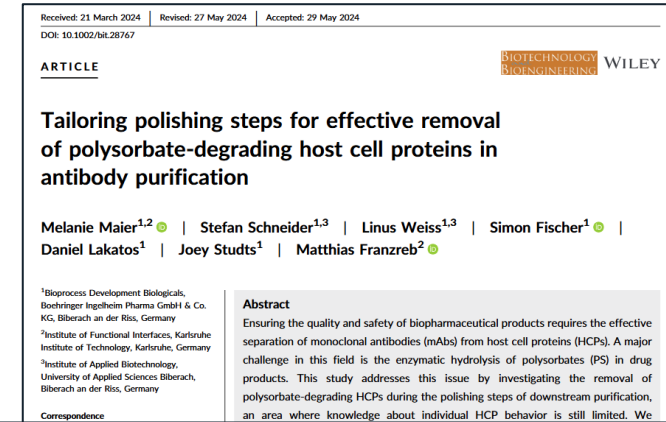 Received: 21 March 2024 | Revised: 27 May 2024 | Accepted: 29 May 2024
DOI: 10.1002/bit.28767
ARTICLE
BIOTECHNOLOGY
BIOENGINEERING
WILEY
Tailoring polishing steps for effective removal
of polysorbate-degrading host cell proteins in
antibody purification
Melanie Maier1,2 | Stefan Schneider1,3 | Linus Weiss1,3 | Simon Fischer1 |
Daniel Lakatos1 | Joey Studts1 | Matthias Franzreb2
1Bioprocess Development Biologicals,
Boehringer Ingelheim Pharma GmbH & Co.
KG, Biberach an der Riss, Germany
2Institute of Functional Interfaces, Karlsruhe
Institute of Technology, Karlsruhe, Germany
3Institute of Applied Biotechnology,
University of Applied Sciences Biberach,
Biberach an der Riss, Germany
Correspondence
Abstract
Ensuring the quality and safety of biopharmaceutical products requires the effective
separation of monoclonal antibodies (mAbs) from host cell proteins (HCPs). A major
challenge in this field is the enzymatic hydrolysis of polysorbates (PS) in drug
products. This study addresses this issue by investigating the removal of
polysorbate-degrading HCPs during the polishing steps of downstream purification,
an area where knowledge about individual HCP behavior is still limited. We